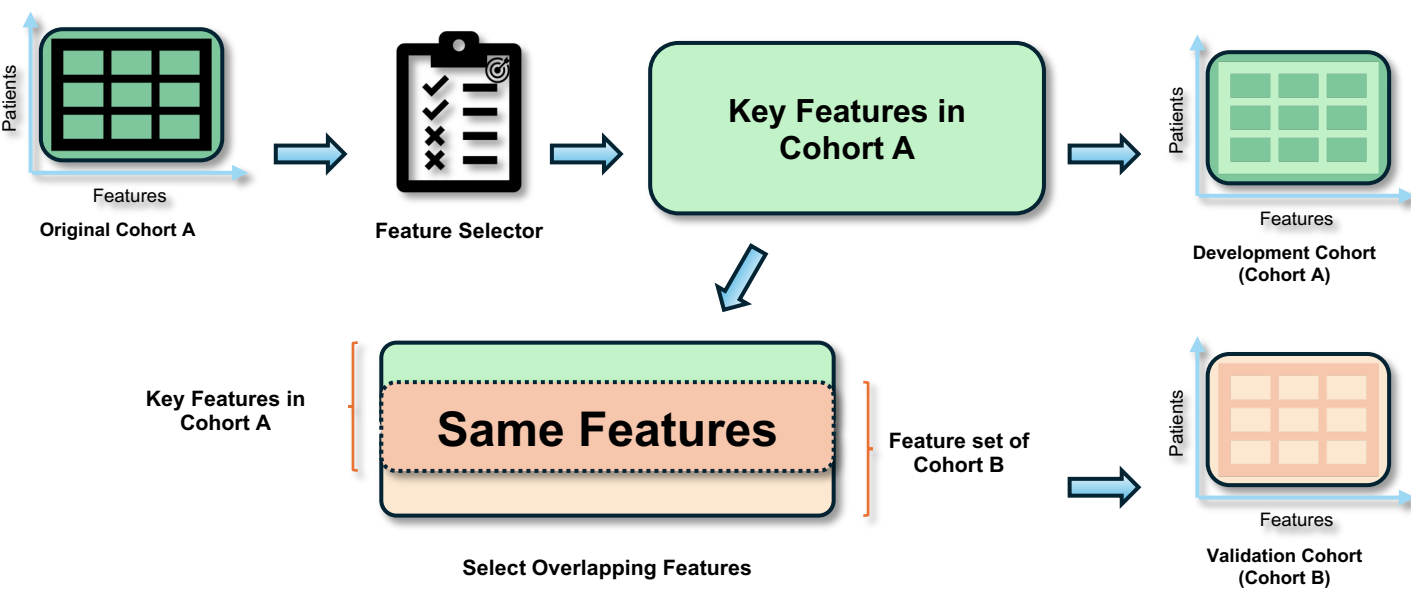 Patients
Features
Original Cohort A
Feature Selector
Key Features in
Cohort A
Patients
Features
Development Cohort
(Cohort A)
Key Features in
Cohort A
Same Features
Feature set of
Cohort B
Select Overlapping Features
Patients
Features
Validation Cohort
(Cohort B)